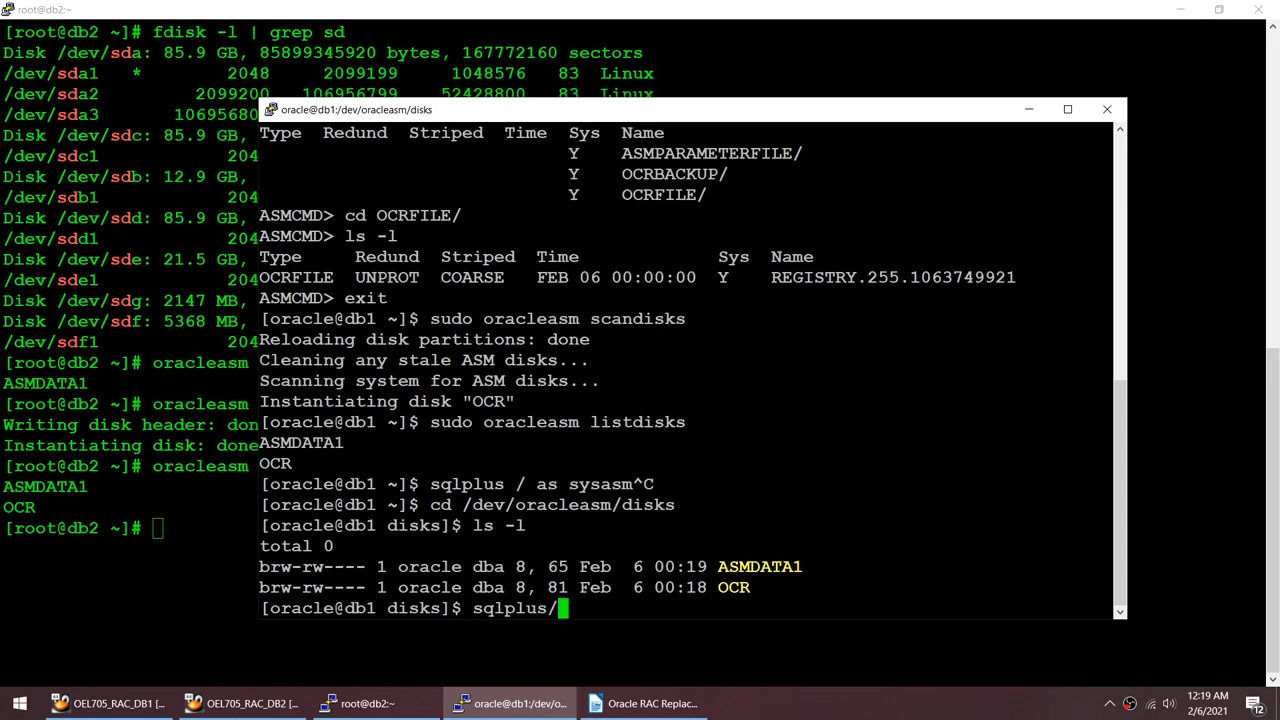 root@db2:~
[root@db2 ~]# fdisk -l | grep sd
Disk /dev/sda: 85.9 GB, 85899345920 bytes, 167772160 sectors
/dev/sda1   *        2048     2099199     1048576   83  Linux
/dev/sda2         2099200   106956799    52428800   83  Linux
/dev/sda3       10695680
Disk /dev/sdc: 85.9 GB,
/dev/sdc1            204
Disk /dev/sdb: 12.9 GB,
/dev/sdb1            204
Disk /dev/sdd: 85.9 GB,
/dev/sdd1            204
Disk /dev/sde: 21.5 GB,
/dev/sde1            204
Disk /dev/sdg: 2147 MB,
Disk /dev/sdf: 5368 MB,
/dev/sdf1            204
[root@db2 ~]# oracleasm
ASMDATA1
[root@db2 ~]# oracleasm
Writing disk header: don
Instantiating disk: done
[root@db2 ~]# oracleasm
ASMDATA1
OCR
[root@db2 ~]#
oracle@db1:/dev/oracleasm/disks
Type  Redund  Striped  Time  Sys  Name
Y    ASMPARAMETERFILE/
Y    OCRBACKUP/
Y    OCRFILE/
ASMCMD> cd OCRFILE/
ASMCMD> ls -l
Type     Redund  Striped  Time             Sys  Name
OCRFILE  UNPROT  COARSE   FEB 06 00:00:00  Y    REGISTRY.255.1063749921
ASMCMD> exit
[oracle@db1 ~]$ sudo oracleasm scandisks
Reloading disk partitions: done
Cleaning any stale ASM disks...
Scanning system for ASM disks...
Instantiating disk "OCR"
[oracle@db1 ~]$ sudo oracleasm listdisks
ASMDATA1
OCR
[oracle@db1 ~]$ sqlplus / as sysasm^C
[oracle@db1 ~]$ cd /dev/oracleasm/disks
[oracle@db1 disks]$ ls -l
total 0
brw-rw---- 1 oracle dba 8, 65 Feb  6 00:19 ASMDATA1
brw-rw---- 1 oracle dba 8, 81 Feb  6 00:18 OCR
[oracle@db1 disks]$ sqlplus/
OEL705_RAC_DB1 [...
OEL705_RAC_DB2 [...
root@db2:~
oracle@db1:/dev/o...
Oracle RAC Replac...
12:19 AM
2/6/2021
12